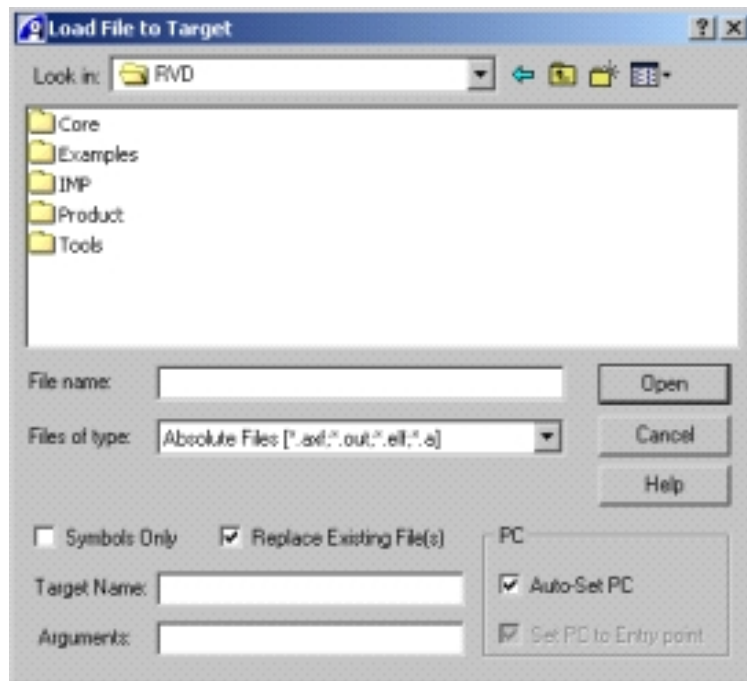 Load File to Target
Look in: RVD
Core
Examples
IMP
Product
Tools
File name:
Open
Files of type: Absolute Files [*.axf;*.out;*.elf;*.a]
Cancel
Help
Symbols Only Replace Existing File(s)
PC
Target Name:
Auto-Set PC
Arguments:
Set PC to Entry point